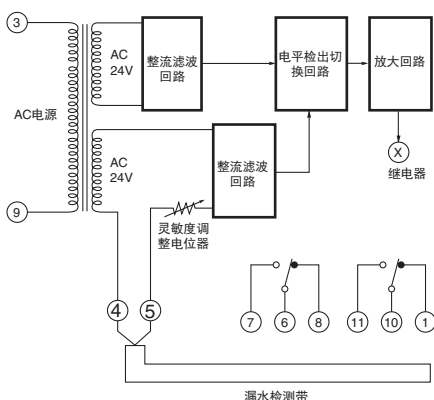 3
AC电源
9
AC
24V
整流滤波
回路
电平检出切
换回路
放大回路
X
继电器
AC
24V
整流滤波
回路
灵敏度调
整电位器
4
5
7
6
8
11
10
1
漏水检测带